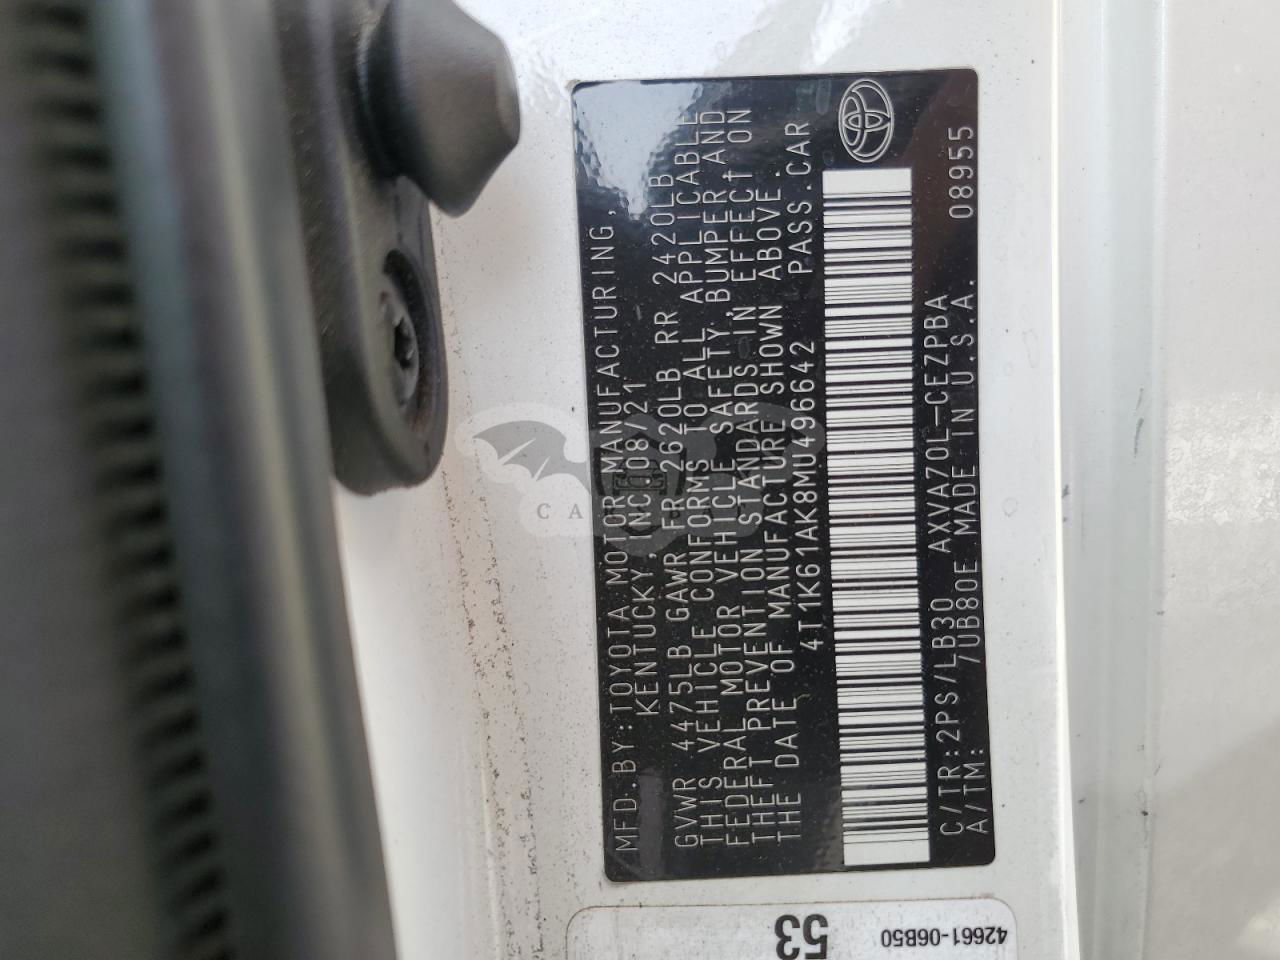 MFD.BY:TOYOTA MOTOR MANUFACTURING,
KENTUCKY, INC. 08/21
GVWR 4475LB GAWR FR 2620LB RR 2420LB
THIS VEHICLE CONFORMS TO ALL APPLICABLE
FEDERAL MOTOR VEHICLE SAFETY, BUMPER AND
THEFT PREVENTION STANDARDS IN EFFECT ON
THE DATE OF MANUFACTURE SHOWN ABOVE.
4T1K61AK8MU496642 PASS.CAR
C/TR:2PS/LB30 AXVA70L-CEZPBA 08955
A/TM: /UB80E MADE IN U.S.A.
53
42661-06B50